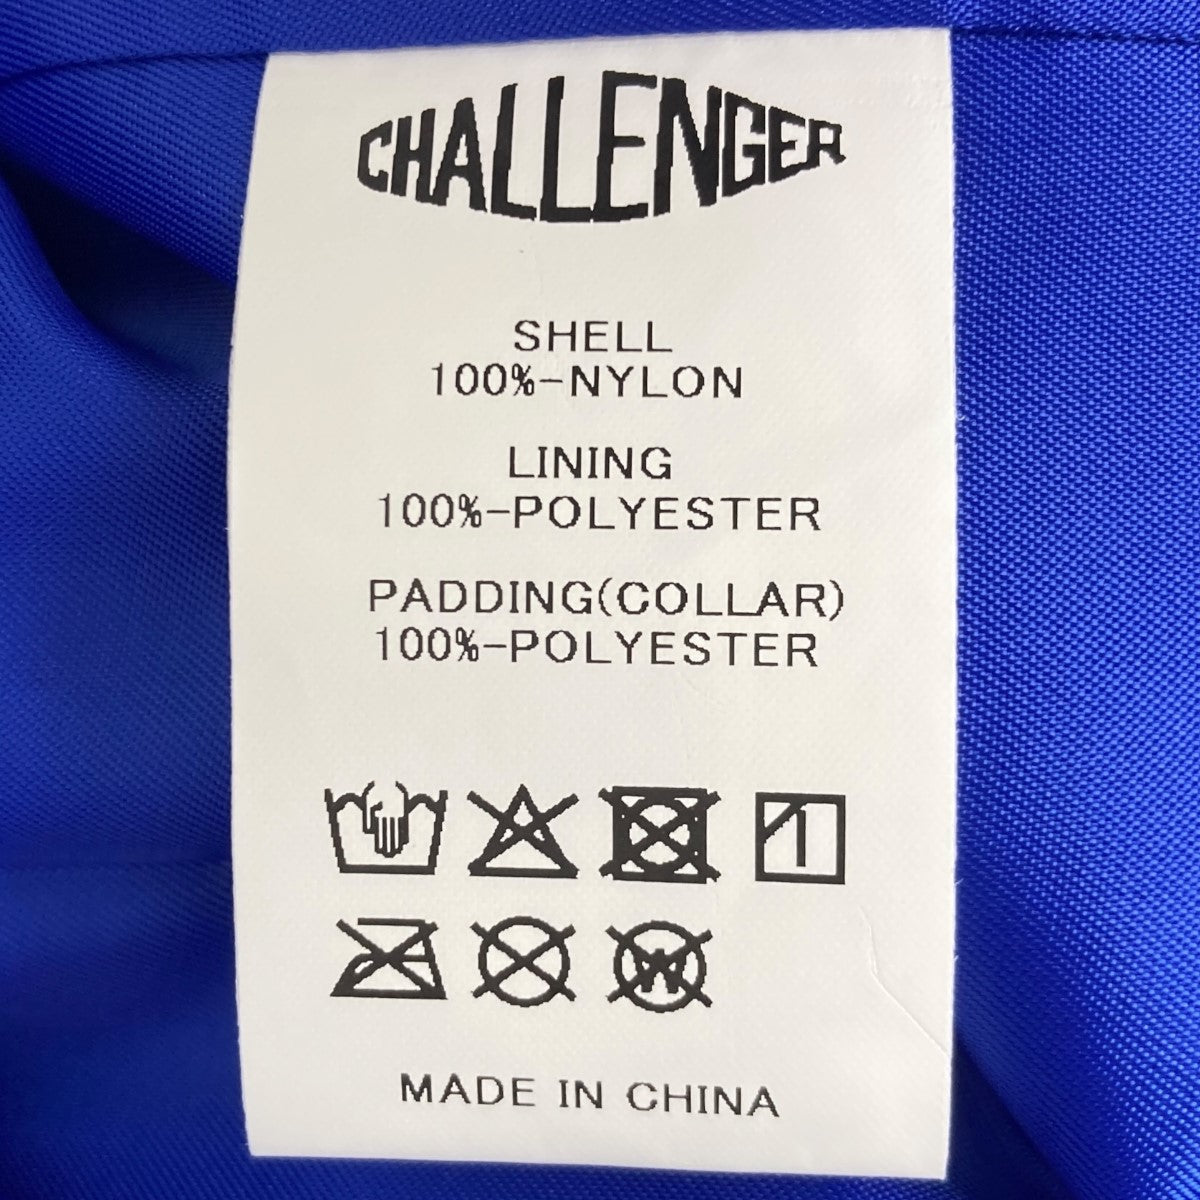 CHALLENGER
SHELL
100%-NYLON
LINING
100%-POLYESTER
PADDING(COLLAR)
100%-POLYESTER
W
MADE IN CHINA